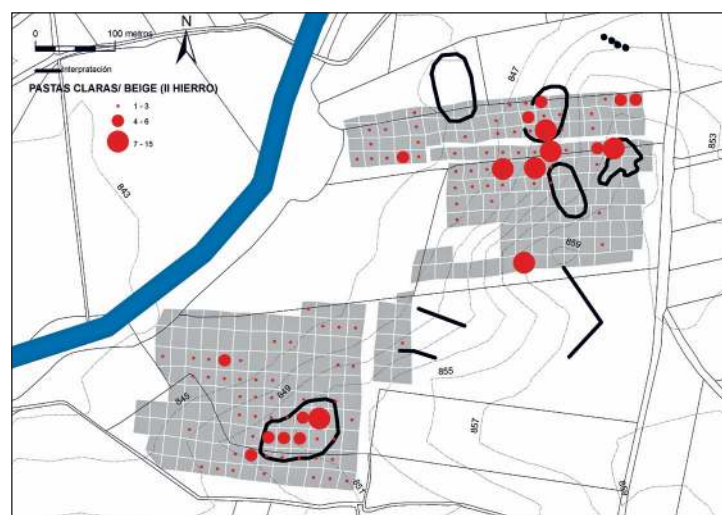 N
0 100 metros
Interpretación
PASTAS CLARAS/ BEIGE (II HIERRO)
1 - 3
4 - 6
7 - 15
847
853
843
859
849
845
855
857
851
859